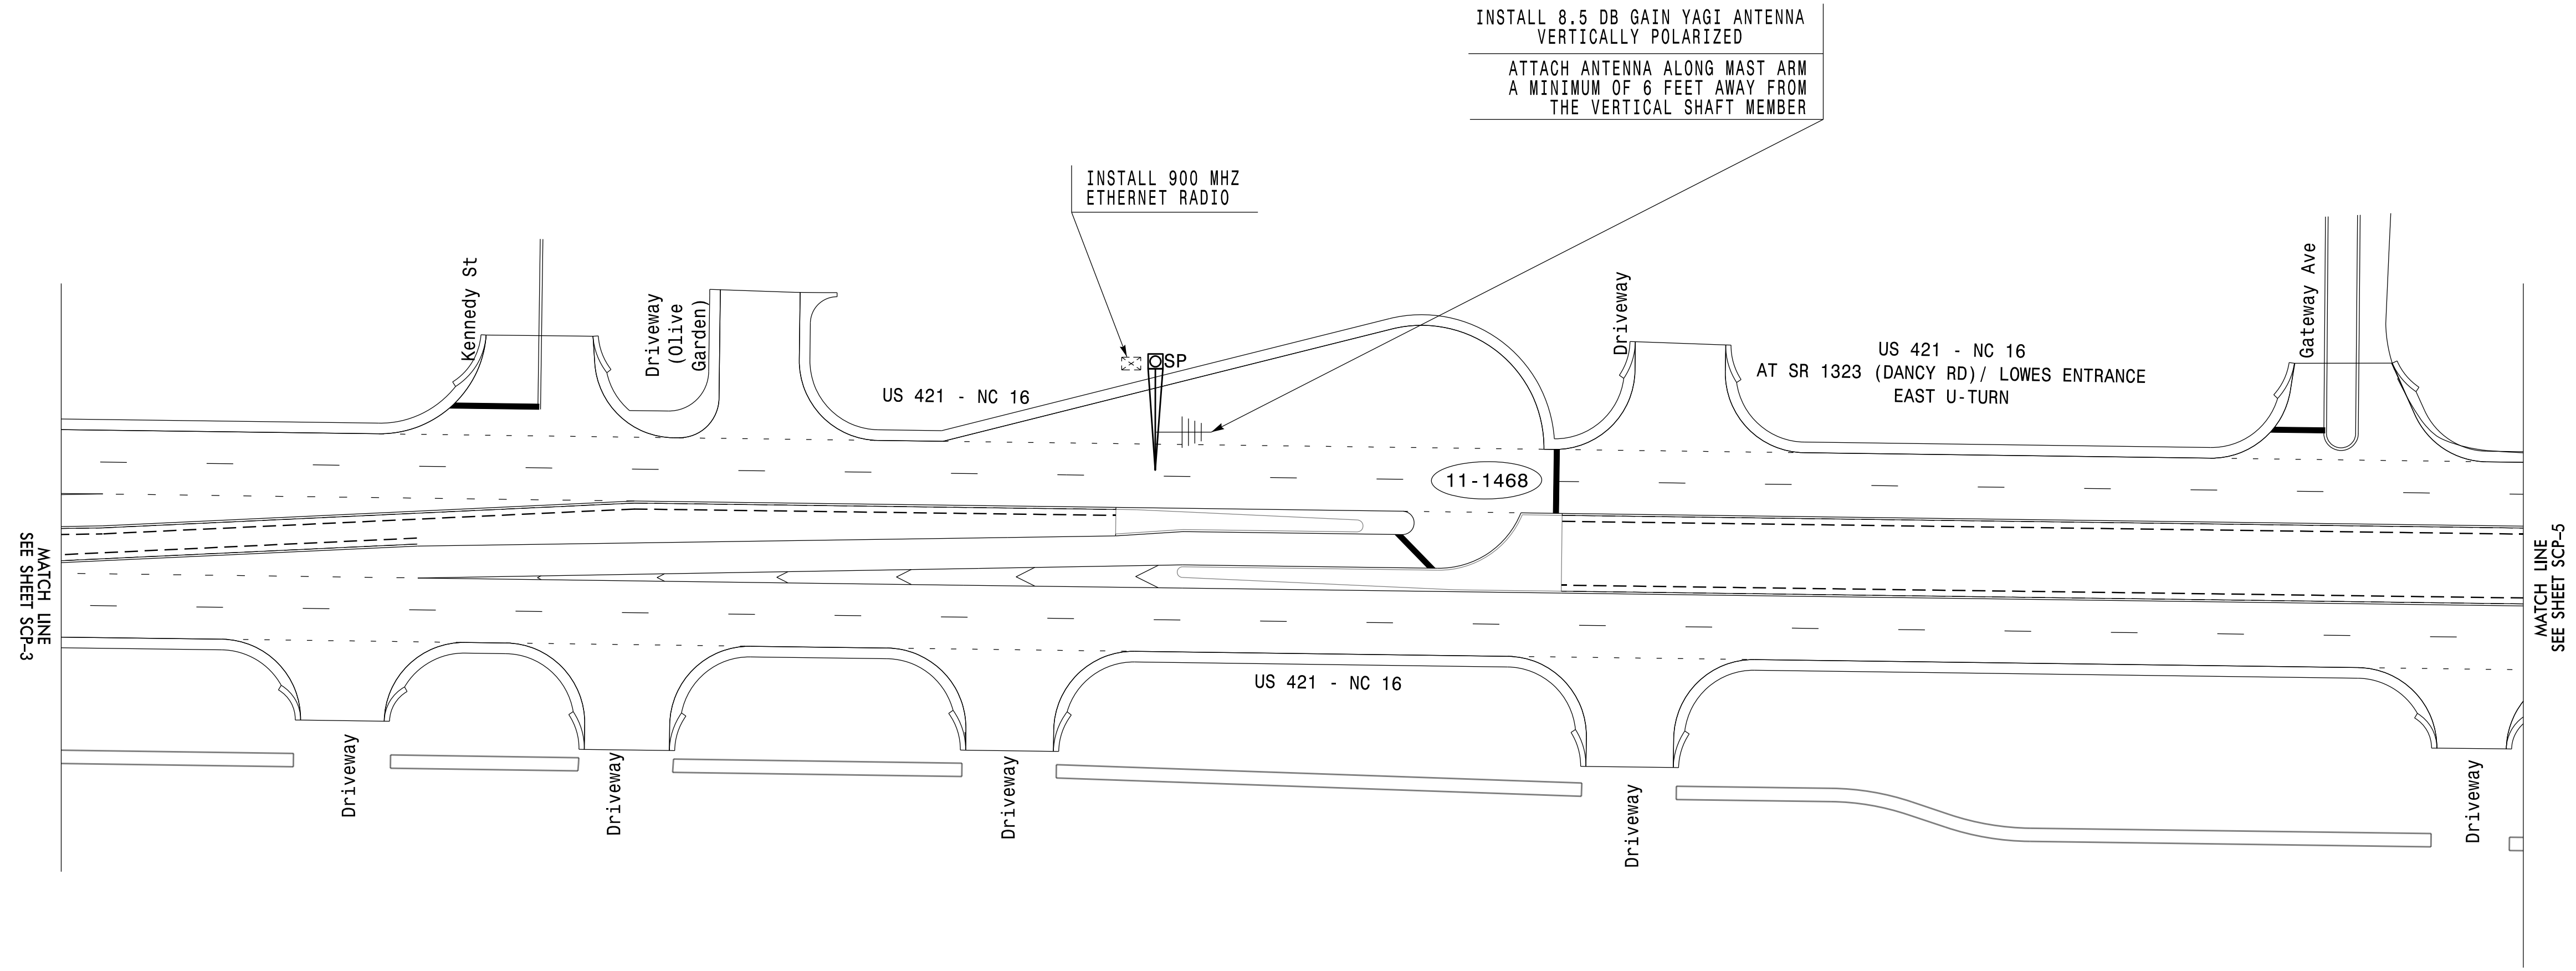 INSTALL 8.5 DB GAIN YAGI ANTENNA
VERTICALLY POLARIZED
ATTACH ANTENNA ALONG MAST ARM
A MINIMUM OF 6 FEET AWAY FROM
THE VERTICAL SHAFT MEMBER
INSTALL 900 MHZ
ETHERNET RADIO
Kennedy St
Driveway
(Olive
Garden)
US 421 - NC 16
SP
Driveway
US 421 - NC 16
AT SR 1323 (DANCY RD)/ LOWES ENTRANCE
EAST U-TURN
Gateway Ave
11-1468
MATCH LINE
SEE SHEET SCP-3
MATCH LINE
SEE SHEET SCP-5
US 421 - NC 16
Driveway
Driveway
Driveway
Driveway
Driveway